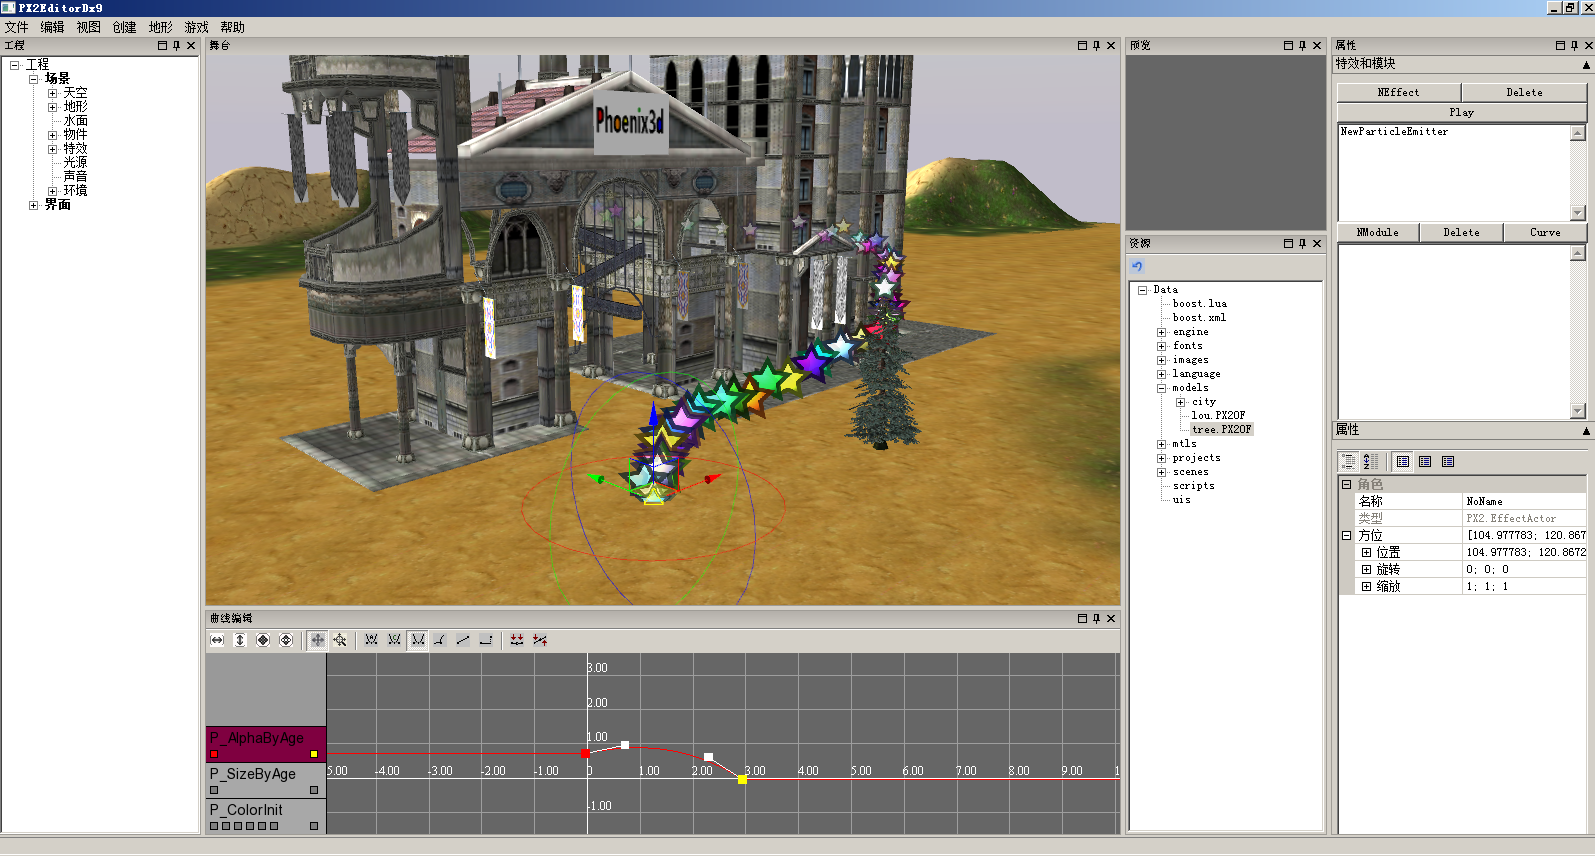 PX2EditorDx9
文件 编辑 视图 创建 地形 游戏 帮助
工程
工程
场景
天空
地形
水面
物件
特效
光源
声音
环境
界面
舞台
Phoenix3d
曲线编辑
3.00
2.00
1.00
5.00 -4.00 -3.00 -2.00 -1.00 0 1.00 2.00 3.00 4.00 5.00 6.00 7.00 8.00 9.00 1
-1.00
P_AlphaByAge
P_SizeByAge
P_ColorInit
预览
资源
Data
boost.lua
boost.xml
engine
fonts
images
language
models
city
lou.PX2OF
tree.PX2OF
mtls
projects
scenes
scripts
uis
属性
特效和模块
NEffect Delete
Play
NewParticleEmitter
NModule Delete Curve
属性
角色
名称 NoName
类型 PX2.EffectActor
方位 [104.977783; 120.867
位置 104.977783; 120.8672
旋转 0; 0; 0
缩放 1; 1; 1